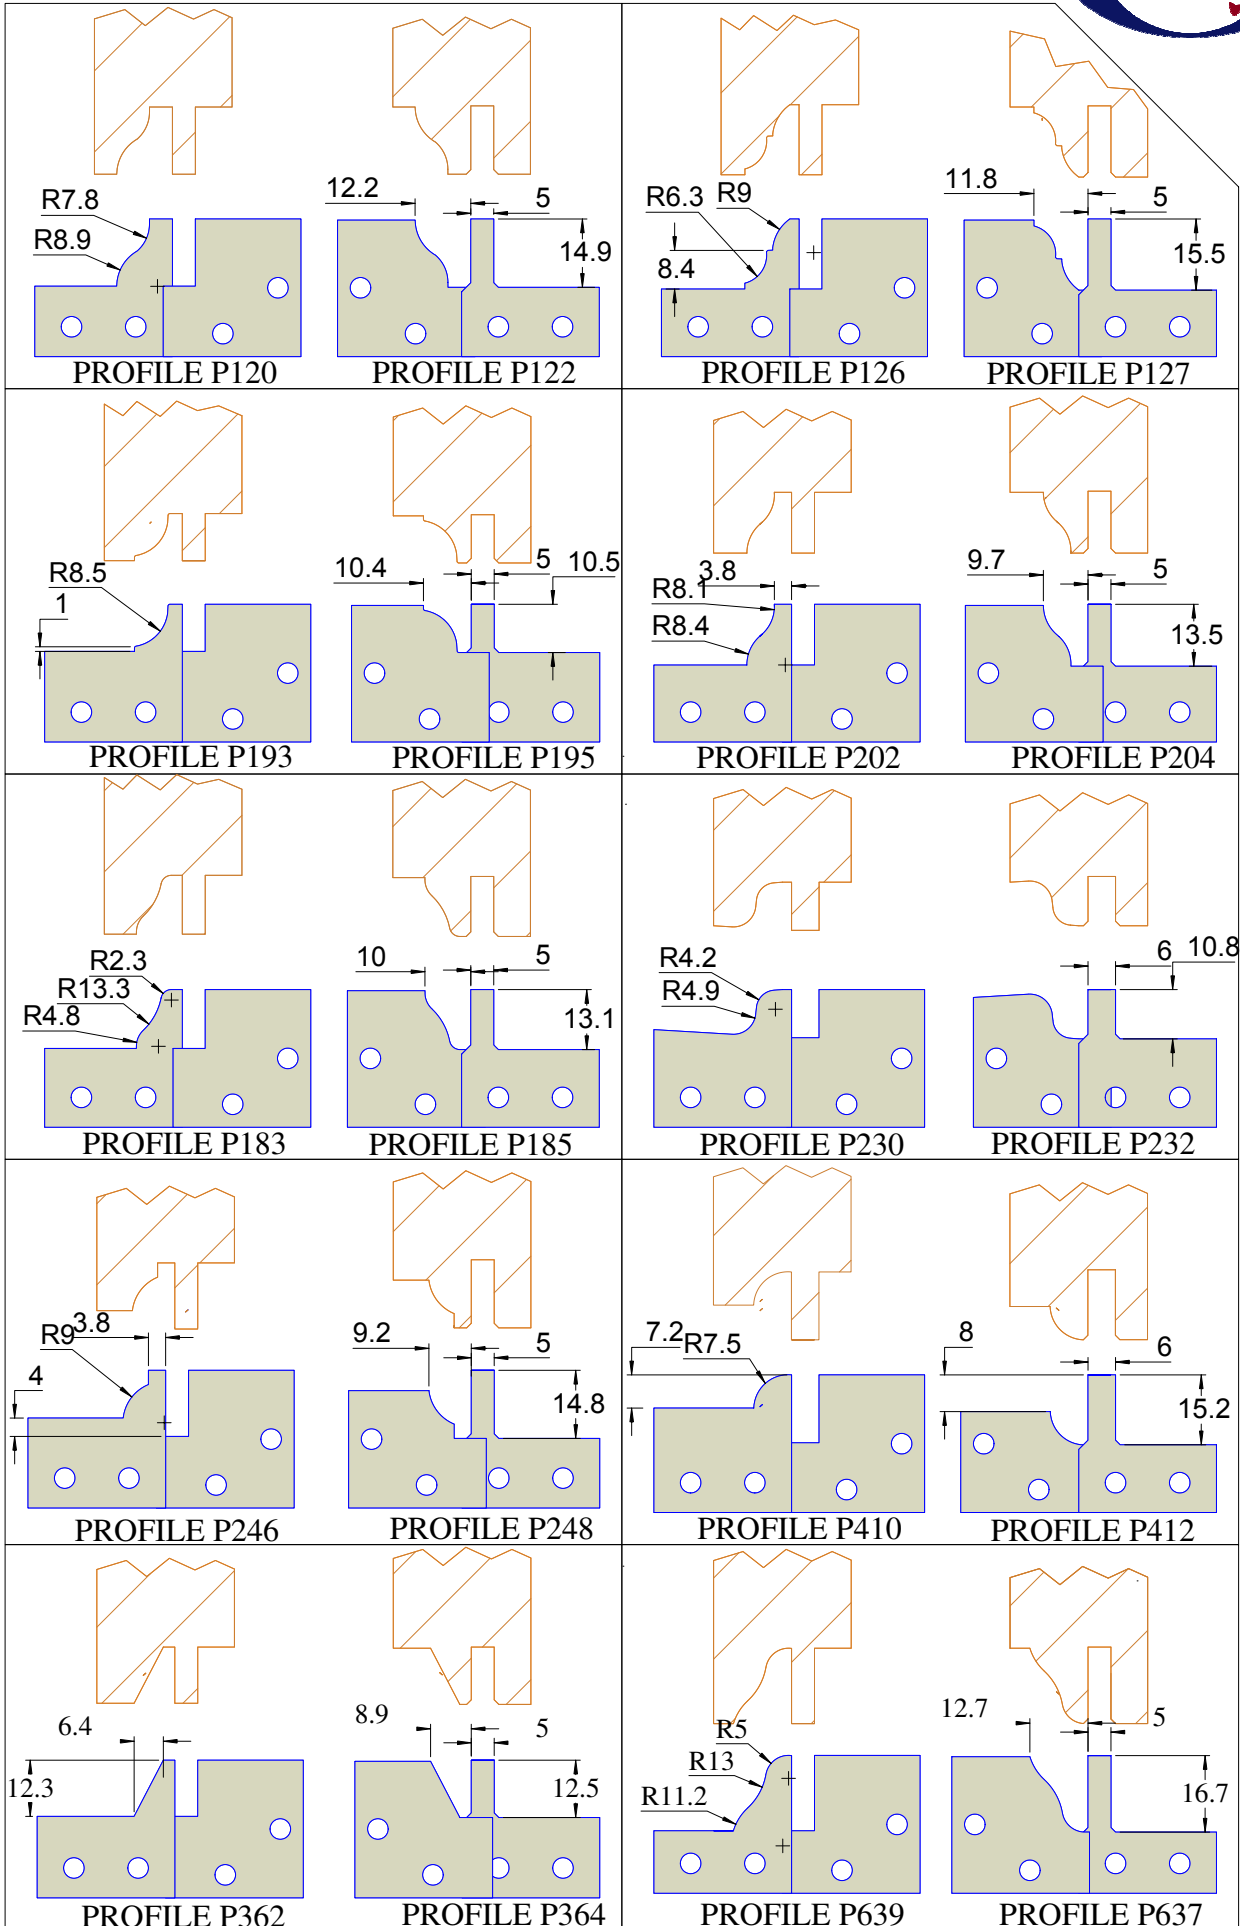 R7.8
R8.9
12.2
5
14.9
PROFILE P120
PROFILE P122
R6.3
R9
8.4
11.8
5
15.5
PROFILE P126
PROFILE P127
R8.5
1
10.4
5
10.5
PROFILE P193
PROFILE P195
3.8
R8.1
R8.4
9.7
5
13.5
PROFILE P202
PROFILE P204
R2.3
R13.3
R4.8
10
5
13.1
PROFILE P183
PROFILE P185
R4.2
R4.9
6
10.8
PROFILE P230
PROFILE P232
R9
3.8
4
9.2
5
14.8
PROFILE P246
PROFILE P248
7.2
R7.5
8
6
15.2
PROFILE P410
PROFILE P412
6.4
12.3
8.9
5
12.5
PROFILE P362
PROFILE P364
R5
R13
R11.2
12.7
5
16.7
PROFILE P639
PROFILE P637